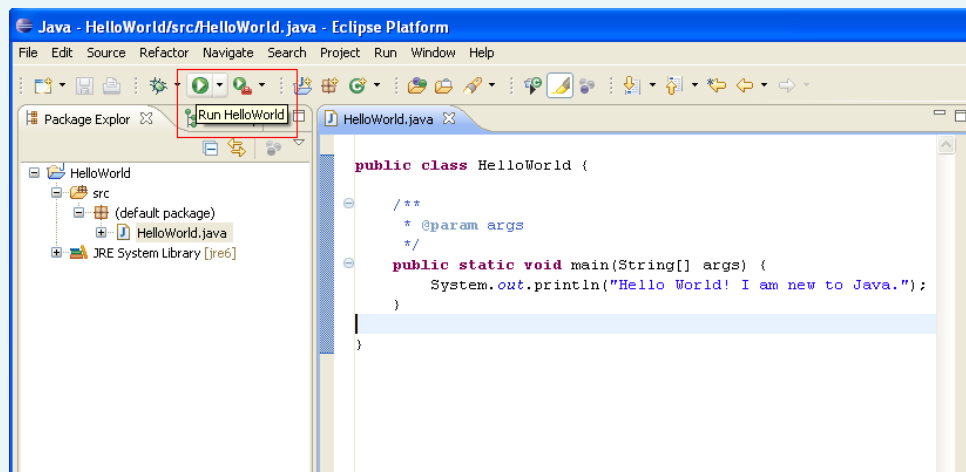 Java - HelloWorld/src/HelloWorld.java - Eclipse Platform
File Edit Source Refactor Navigate Search Project Run Window Help
Run HelloWorld
Package Explor
HelloWorld
src
(default package)
HelloWorld.java
JRE System Library [jre6]
HelloWorld.java
public class HelloWorld {
/**
* @param args
*/
public static void main(String[] args) {
System.out.println("Hello World! I am new to Java.");
}
}